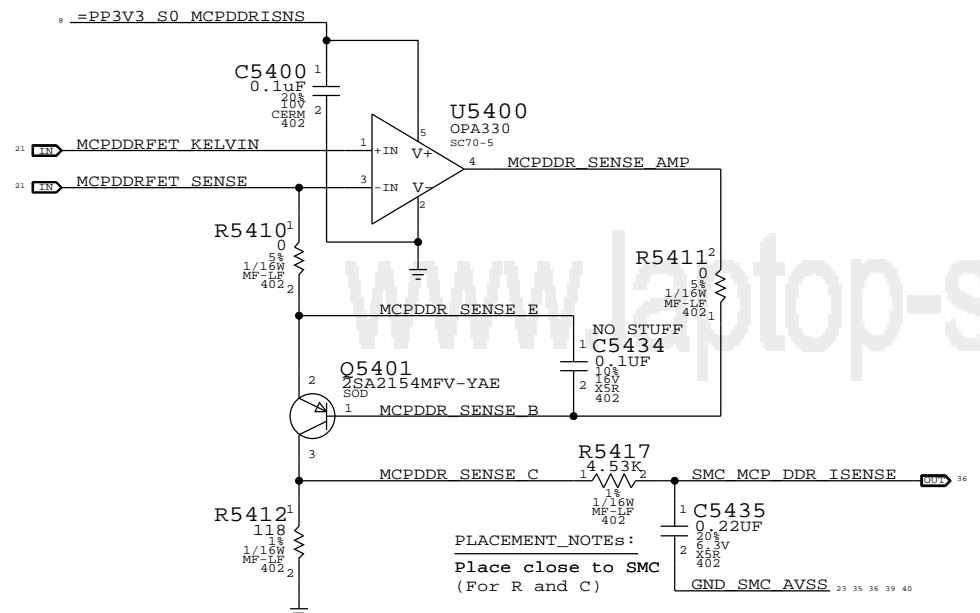 8 =PP3V3_S0_MCPDDRISNS
C5400 1
0.1uF
20%
10V 2
CERM
402
U5400
OPA330
SC70-5
5
21 IN MCPDDRFET_KELVIN 1 +IN V+
4 MCPDDR_SENSE_AMP
21 IN MCPDDRFET_SENSE 3 -IN V-
2
R5410 1
0
5%
1/16W
MF-LF
402 2
R5411 2
0
5%
1/16W
MF-LF
402 1
www.laptop-s
MCPDDR_SENSE_E
NO STUFF
1 C5434
0.1UF
10%
2 16V
X5R
402
Q5401
2SA2154MFV-YAE
SOD
2
1 MCPDDR_SENSE_B
3
R5417
4.53K
MCPDDR_SENSE_C 1 2 SMC_MCP_DDR_ISENSE OUT 36
1%
1/16W
MF-LF
402
R5412 1
118
1%
1/16W
MF-LF
402 2
1 C5435
0.22UF
20%
2 6.3V
X5R
402
PLACEMENT_NOTEs:
Place close to SMC
(For R and C)
GND_SMC_AVSS 23 35 36 39 40